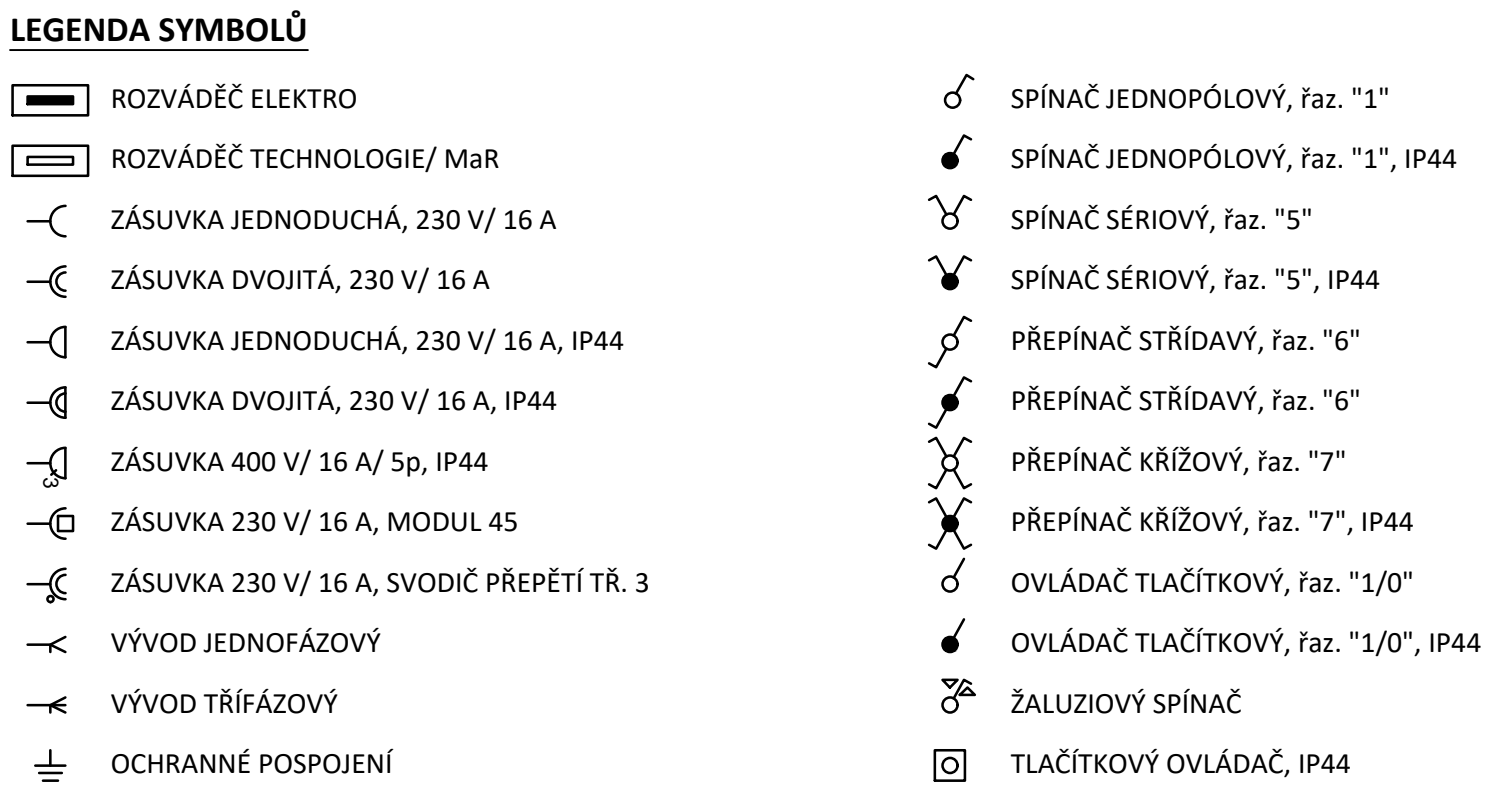 LEGENDA SYMBOLŮ
ROZVÁDĚČ ELEKTRO
ROZVÁDĚČ TECHNOLOGIE/ MaR
ZÁSUVKA JEDNODUCHÁ, 230 V/ 16 A
ZÁSUVKA DVOJITÁ, 230 V/ 16 A
ZÁSUVKA JEDNODUCHÁ, 230 V/ 16 A, IP44
ZÁSUVKA DVOJITÁ, 230 V/ 16 A, IP44
3
ZÁSUVKA 400 V/ 16 A/ 5p, IP44
ZÁSUVKA 230 V/ 16 A, MODUL 45
ZÁSUVKA 230 V/ 16 A, SVODIČ PŘEPĚTÍ TŘ. 3
VÝVOD JEDNOFÁZOVÝ
VÝVOD TŘÍFÁZOVÝ
OCHRANNÉ POSPOJENÍ
SPÍNAČ JEDNOPÓLOVÝ, řaz. "1"
SPÍNAČ JEDNOPÓLOVÝ, řaz. "1", IP44
SPÍNAČ SÉRIOVÝ, řaz. "5"
SPÍNAČ SÉRIOVÝ, řaz. "5", IP44
PŘEPÍNAČ STŘÍDAVÝ, řaz. "6"
PŘEPÍNAČ STŘÍDAVÝ, řaz. "6"
PŘEPÍNAČ KŘÍŽOVÝ, řaz. "7"
PŘEPÍNAČ KŘÍŽOVÝ, řaz. "7", IP44
OVLÁDAČ TLAČÍTKOVÝ, řaz. "1/0"
OVLÁDAČ TLAČÍTKOVÝ, řaz. "1/0", IP44
ŽALUZIOVÝ SPÍNAČ
TLAČÍTKOVÝ OVLÁDAČ, IP44